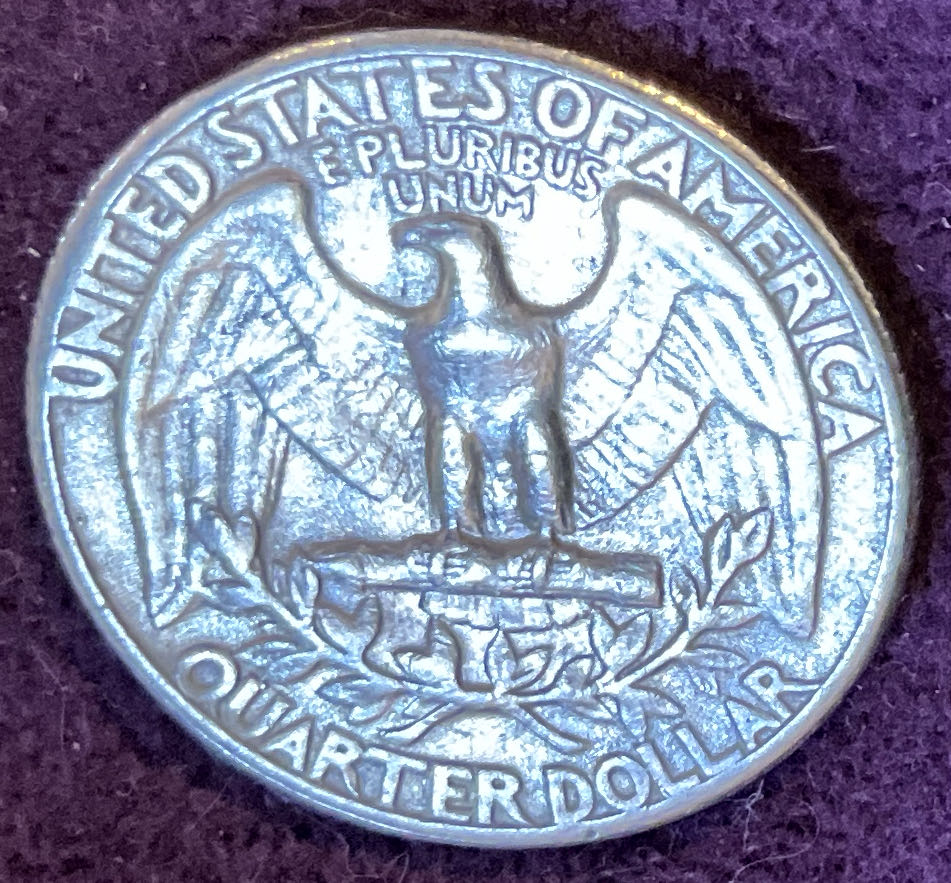 UNITED STATES OF AMERICA
E PLURIBUS
UNUM
QUARTER DOLLAR